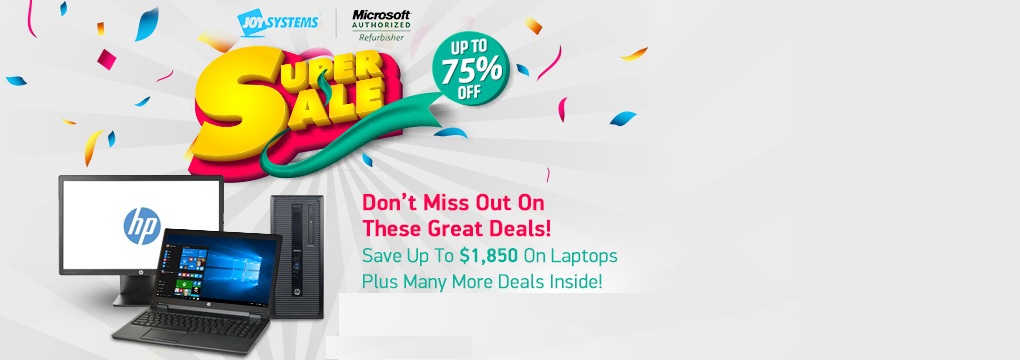 JOYSYSTEMS
Microsoft
AUTHORIZED
Refurbisher
SUPER
SALE
UP TO
75%
OFF
hp
Don't Miss Out On
These Great Deals!
Save Up To $1,850 On Laptops
Plus Many More Deals Inside!